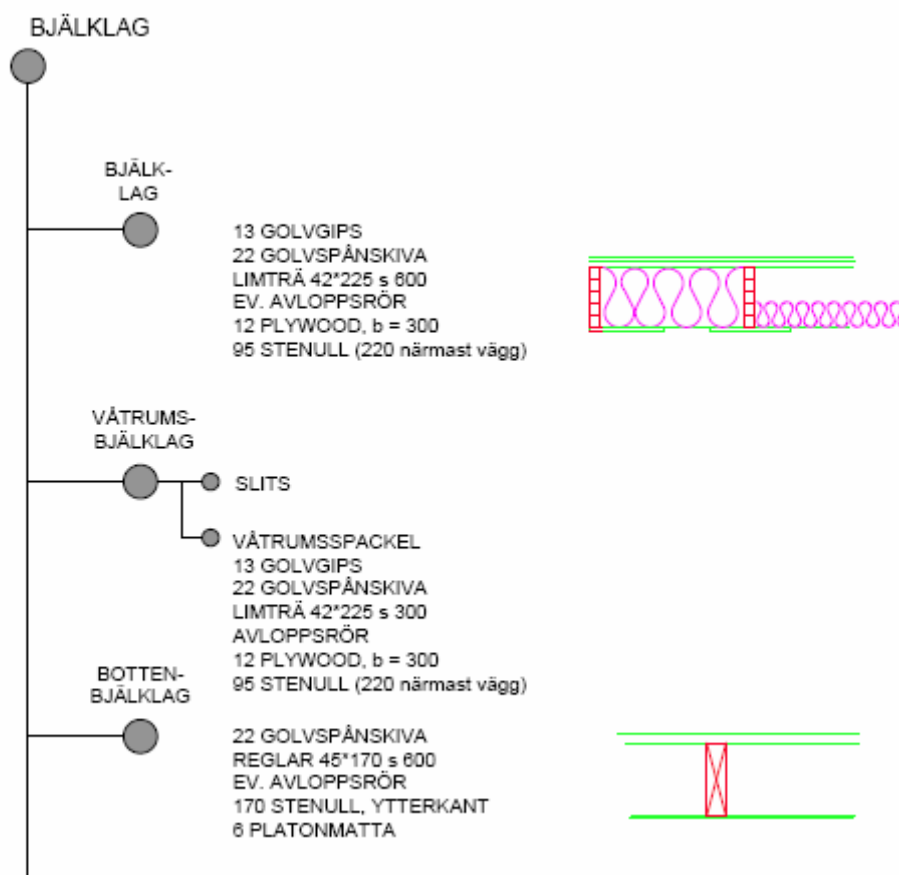 BJÄLKLAG
BJÄLK-
LAG
13 GOLVGIPS
22 GOLVSPÅNSKIVA
LIMTRÄ 42*225 s 600
EV. AVLOPPSRÖR
12 PLYWOOD, b = 300
95 STENULL (220 närmast vägg)
VÅTRUMS-
BJÄLKLAG
SLITS
VÅTRUMSSPACKEL
13 GOLVGIPS
22 GOLVSPÅNSKIVA
LIMTRÄ 42*225 s 300
AVLOPPSRÖR
12 PLYWOOD, b = 300
95 STENULL (220 närmast vägg)
BOTTEN-
BJÄLKLAG
22 GOLVSPÅNSKIVA
REGLAR 45*170 s 600
EV. AVLOPPSRÖR
170 STENULL, YTTERKANT
6 PLATONMATTA